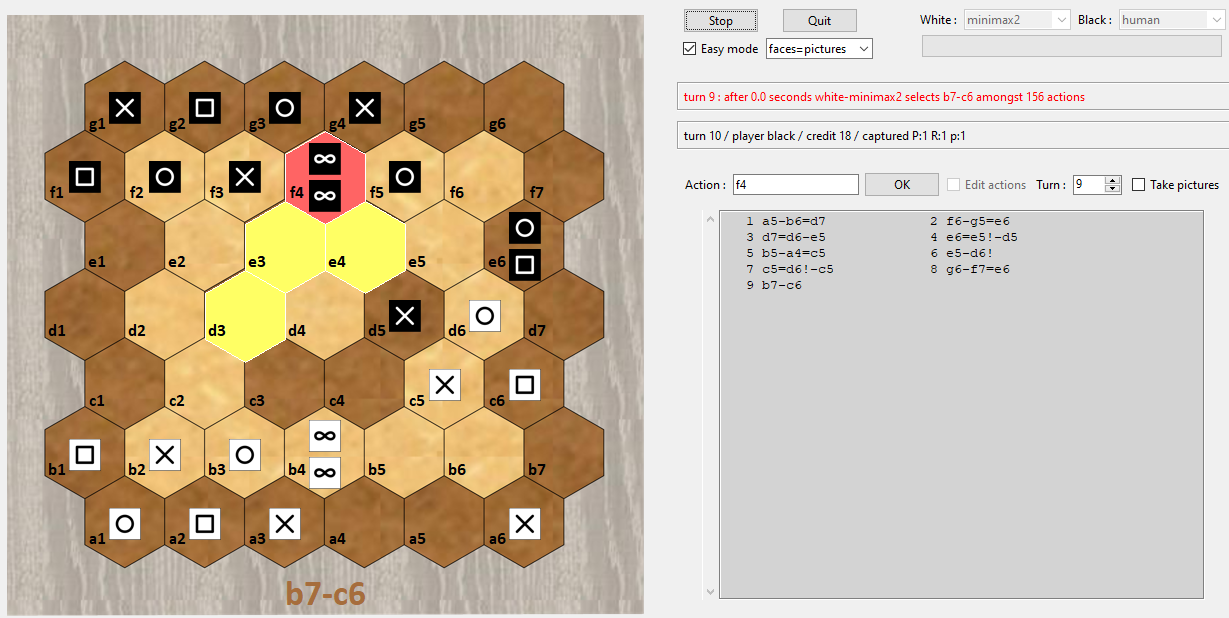 Stop Quit White : minimax2 Black : human
Easy mode faces=pictures
turn 9 : after 0.0 seconds white-minimax2 selects b7-c6 amongst 156 actions
turn 10 / player black / credit 18 / captured P:1 R:1 p:1
Action : f4 OK Edit actions Turn : 9 Take pictures
1 a5-b6=d7 2 f6-g5=e6
3 d7=d6-e5 4 e6=e5!-d5
5 b5-a4=c5 6 e5-d6!
7 c5=d6!-c5 8 g6-f7=e6
9 b7-c6
g1 g2 g3 g4 g5 g6
f1 f2 f3 f4 f5 f6 f7
e1 e2 e3 e4 e5 e6
d1 d2 d3 d4 d5 d6 d7
c1 c2 c3 c4 c5 c6
b1 b2 b3 b4 b5 b6 b7
a1 a2 a3 a4 a5 a6
b7-c6